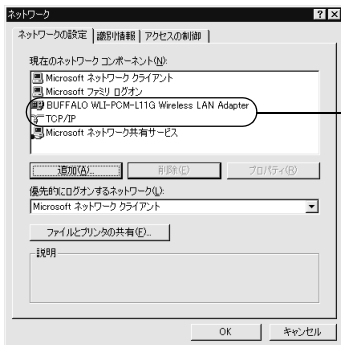 ネットワーク
ネットワークの設定 識別情報 アクセスの制御
現在のネットワーク コンポーネント(N):
Microsoft ネットワーク クライアント
Microsoft ファミリ ログオン
BUFFALO WLI-PCM-L11G Wireless LAN Adapter
TCP/IP
Microsoft ネットワーク共有サービス
追加(A)... 削除(E) プロパティ(R)
優先的にログオンするネットワーク(L):
Microsoft ネットワーク クライアント
ファイルとプリンタの共有(F)...
説明
OK キャンセル